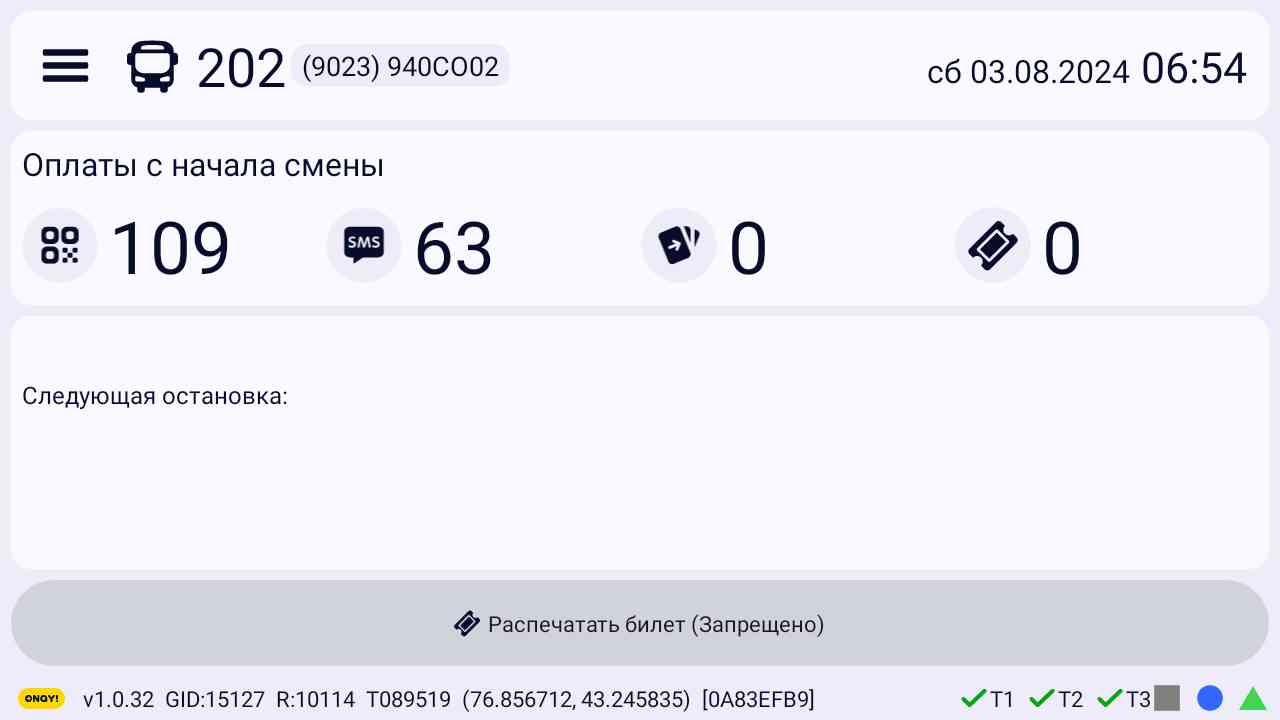 202 (9023) 940CO02 сб 03.08.2024 06:54
Оплаты с начала смены
109 SMS 63 0 0
Следующая остановка:
Распечатать билет (Запрещено)
ONAY! v1.0.32 GID:15127 R:10114 T089519 (76.856712, 43.245835) [0A83EFB9] T1 T2 T3